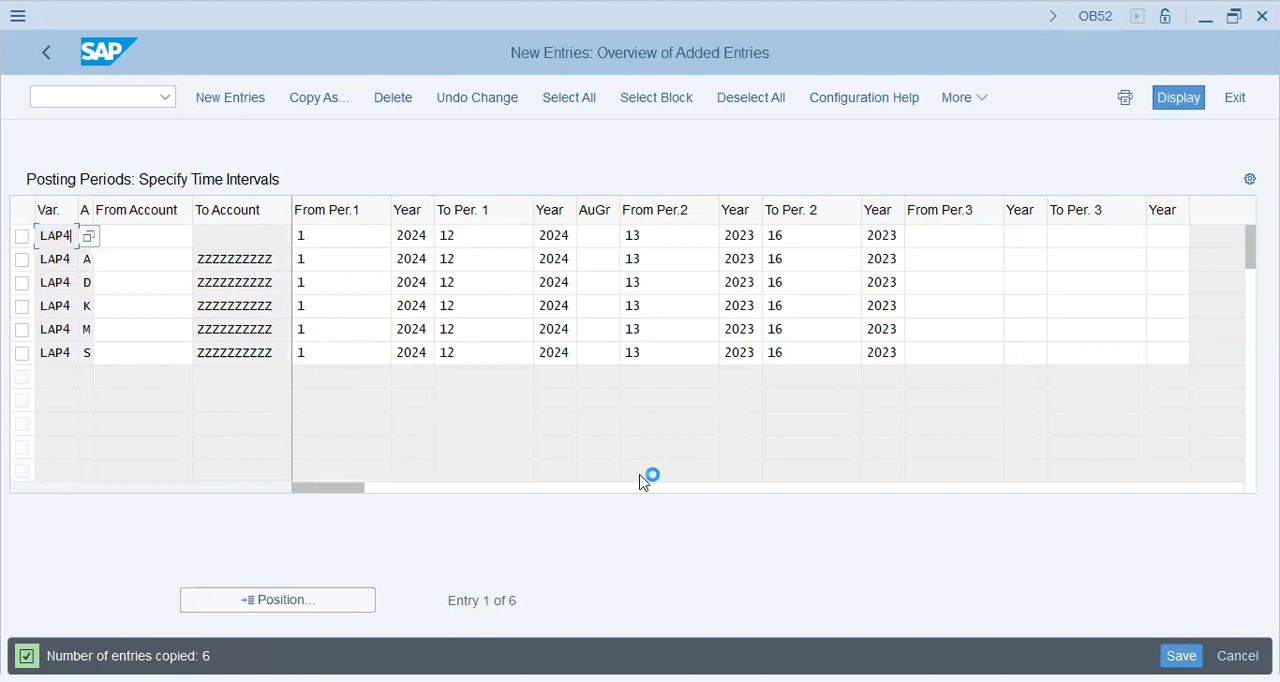 OB52
SAP New Entries: Overview of Added Entries
New Entries Copy As... Delete Undo Change Select All Select Block Deselect All Configuration Help More Display Exit
Posting Periods: Specify Time Intervals
Var. A From Account To Account From Per.1 Year To Per. 1 Year AuGr From Per.2 Year To Per. 2 Year From Per.3 Year To Per. 3 Year
LAP4 1 2024 12 2024 13 2023 16 2023
LAP4 A ZZZZZZZZZZ 1 2024 12 2024 13 2023 16 2023
LAP4 D ZZZZZZZZZZ 1 2024 12 2024 13 2023 16 2023
LAP4 K ZZZZZZZZZZ 1 2024 12 2024 13 2023 16 2023
LAP4 M ZZZZZZZZZZ 1 2024 12 2024 13 2023 16 2023
LAP4 S ZZZZZZZZZZ 1 2024 12 2024 13 2023 16 2023
Position... Entry 1 of 6
Number of entries copied: 6 Save Cancel